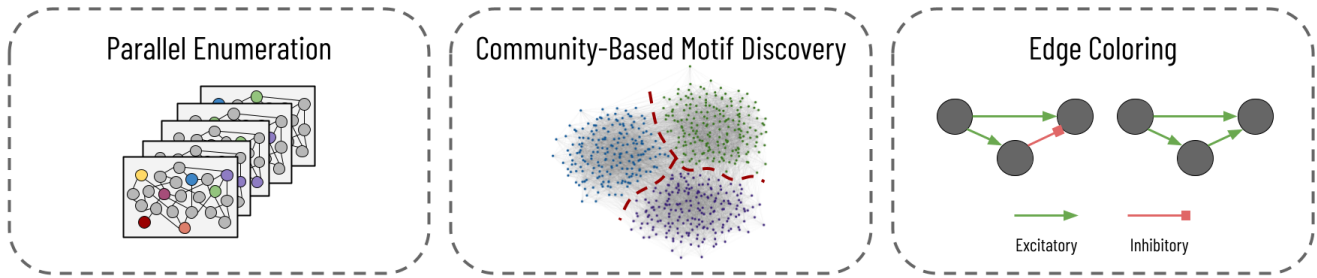 Parallel Enumeration
Community-Based Motif Discovery
Edge Coloring
Excitatory
Inhibitory